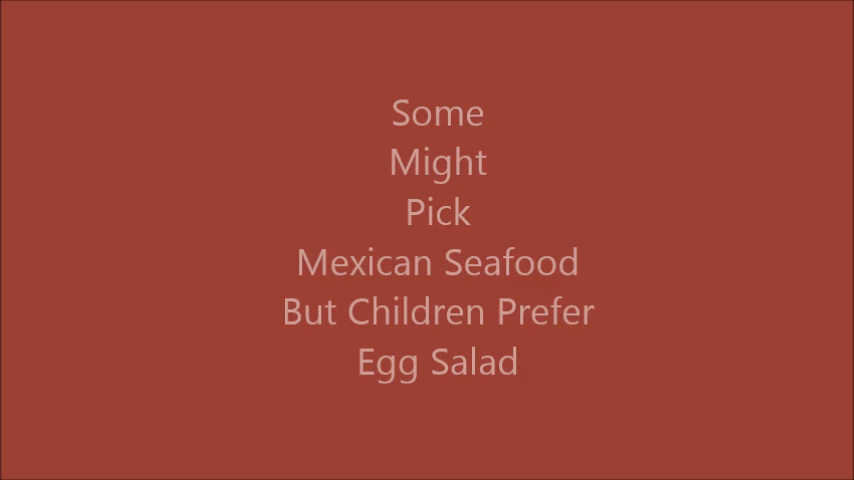 Some
Might
Pick
Mexican Seafood
But Children Prefer
Egg Salad